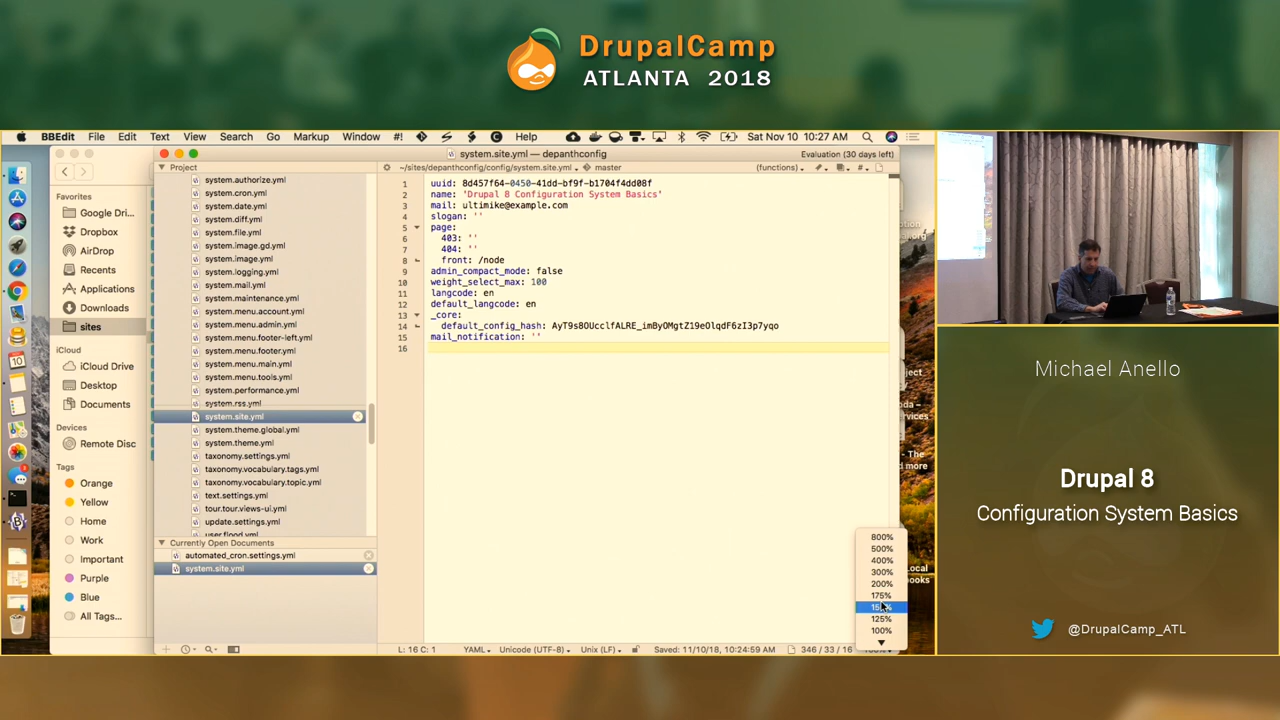 DrupalCamp
ATLANTA 2018
BBEdit File Edit Text View Search Go Markup Window #! Help Sat Nov 10 10:27 AM
system.site.yml — depanthconfig
Evaluation (30 days left)
Project
~/sites/depanthconfig/config/system.site.yml
master
(functions)
Favorites
Google Dri...
Dropbox
AirDrop
Recents
Applications
Downloads
sites
iCloud
iCloud Drive
Desktop
Documents
Devices
Remote Disc
Tags
Orange
Yellow
Home
Work
Important
Purple
Blue
All Tags...
system.authorize.yml
system.cron.yml
system.date.yml
system.diff.yml
system.file.yml
system.image.gd.yml
system.image.yml
system.logging.yml
system.mail.yml
system.maintenance.yml
system.menu.account.yml
system.menu.admin.yml
system.menu.footer-left.yml
system.menu.footer.yml
system.menu.main.yml
system.menu.tools.yml
system.performance.yml
system.rss.yml
system.site.yml
system.theme.global.yml
system.theme.yml
taxonomy.settings.yml
taxonomy.vocabulary.tags.yml
taxonomy.vocabulary.topic.yml
text.settings.yml
tour.tour.views-ui.yml
update.settings.yml
user.flood.yml
Currently Open Documents
automated_cron.settings.yml
system.site.yml
1 uuid: 8d457f64-0450-41dd-bf9f-b1704f4dd08f
2 name: 'Drupal 8 Configuration System Basics'
3 mail: ultimike@example.com
4 slogan: ''
5 page:
6 403: ''
7 404: ''
8 front: /node
9 admin_compact_mode: false
10 weight_select_max: 100
11 langcode: en
12 default_langcode: en
13 _core:
14 default_config_hash: AyT9s8OUcclfALRE_imByOMgtZ19eOlqdF6zI3p7yqo
15 mail_notification: ''
16
800%
500%
400%
300%
200%
175%
125%
100%
L: 16 C: 1 YAML Unicode (UTF-8) Unix (LF) Saved: 11/10/18, 10:24:59 AM 346 / 33 / 16
Michael Anello
Drupal 8
Configuration System Basics
@DrupalCamp_ATL